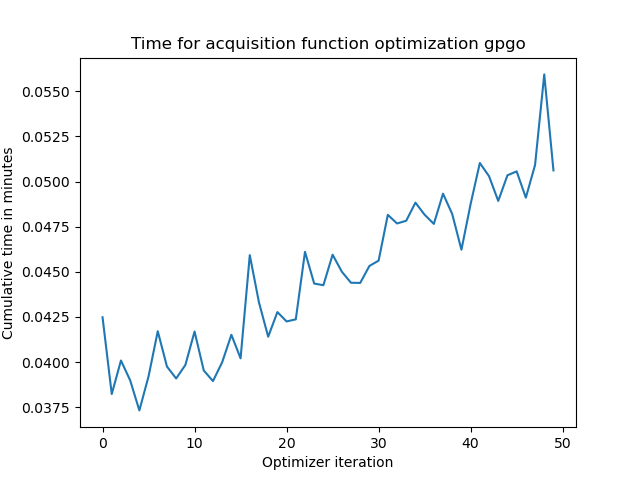 Time for acquisition function optimization gpgo
Cumulative time in minutes
0.0550
0.0525
0.0500
0.0475
0.0450
0.0425
0.0400
0.0375
0 10 20 30 40 50
Optimizer iteration